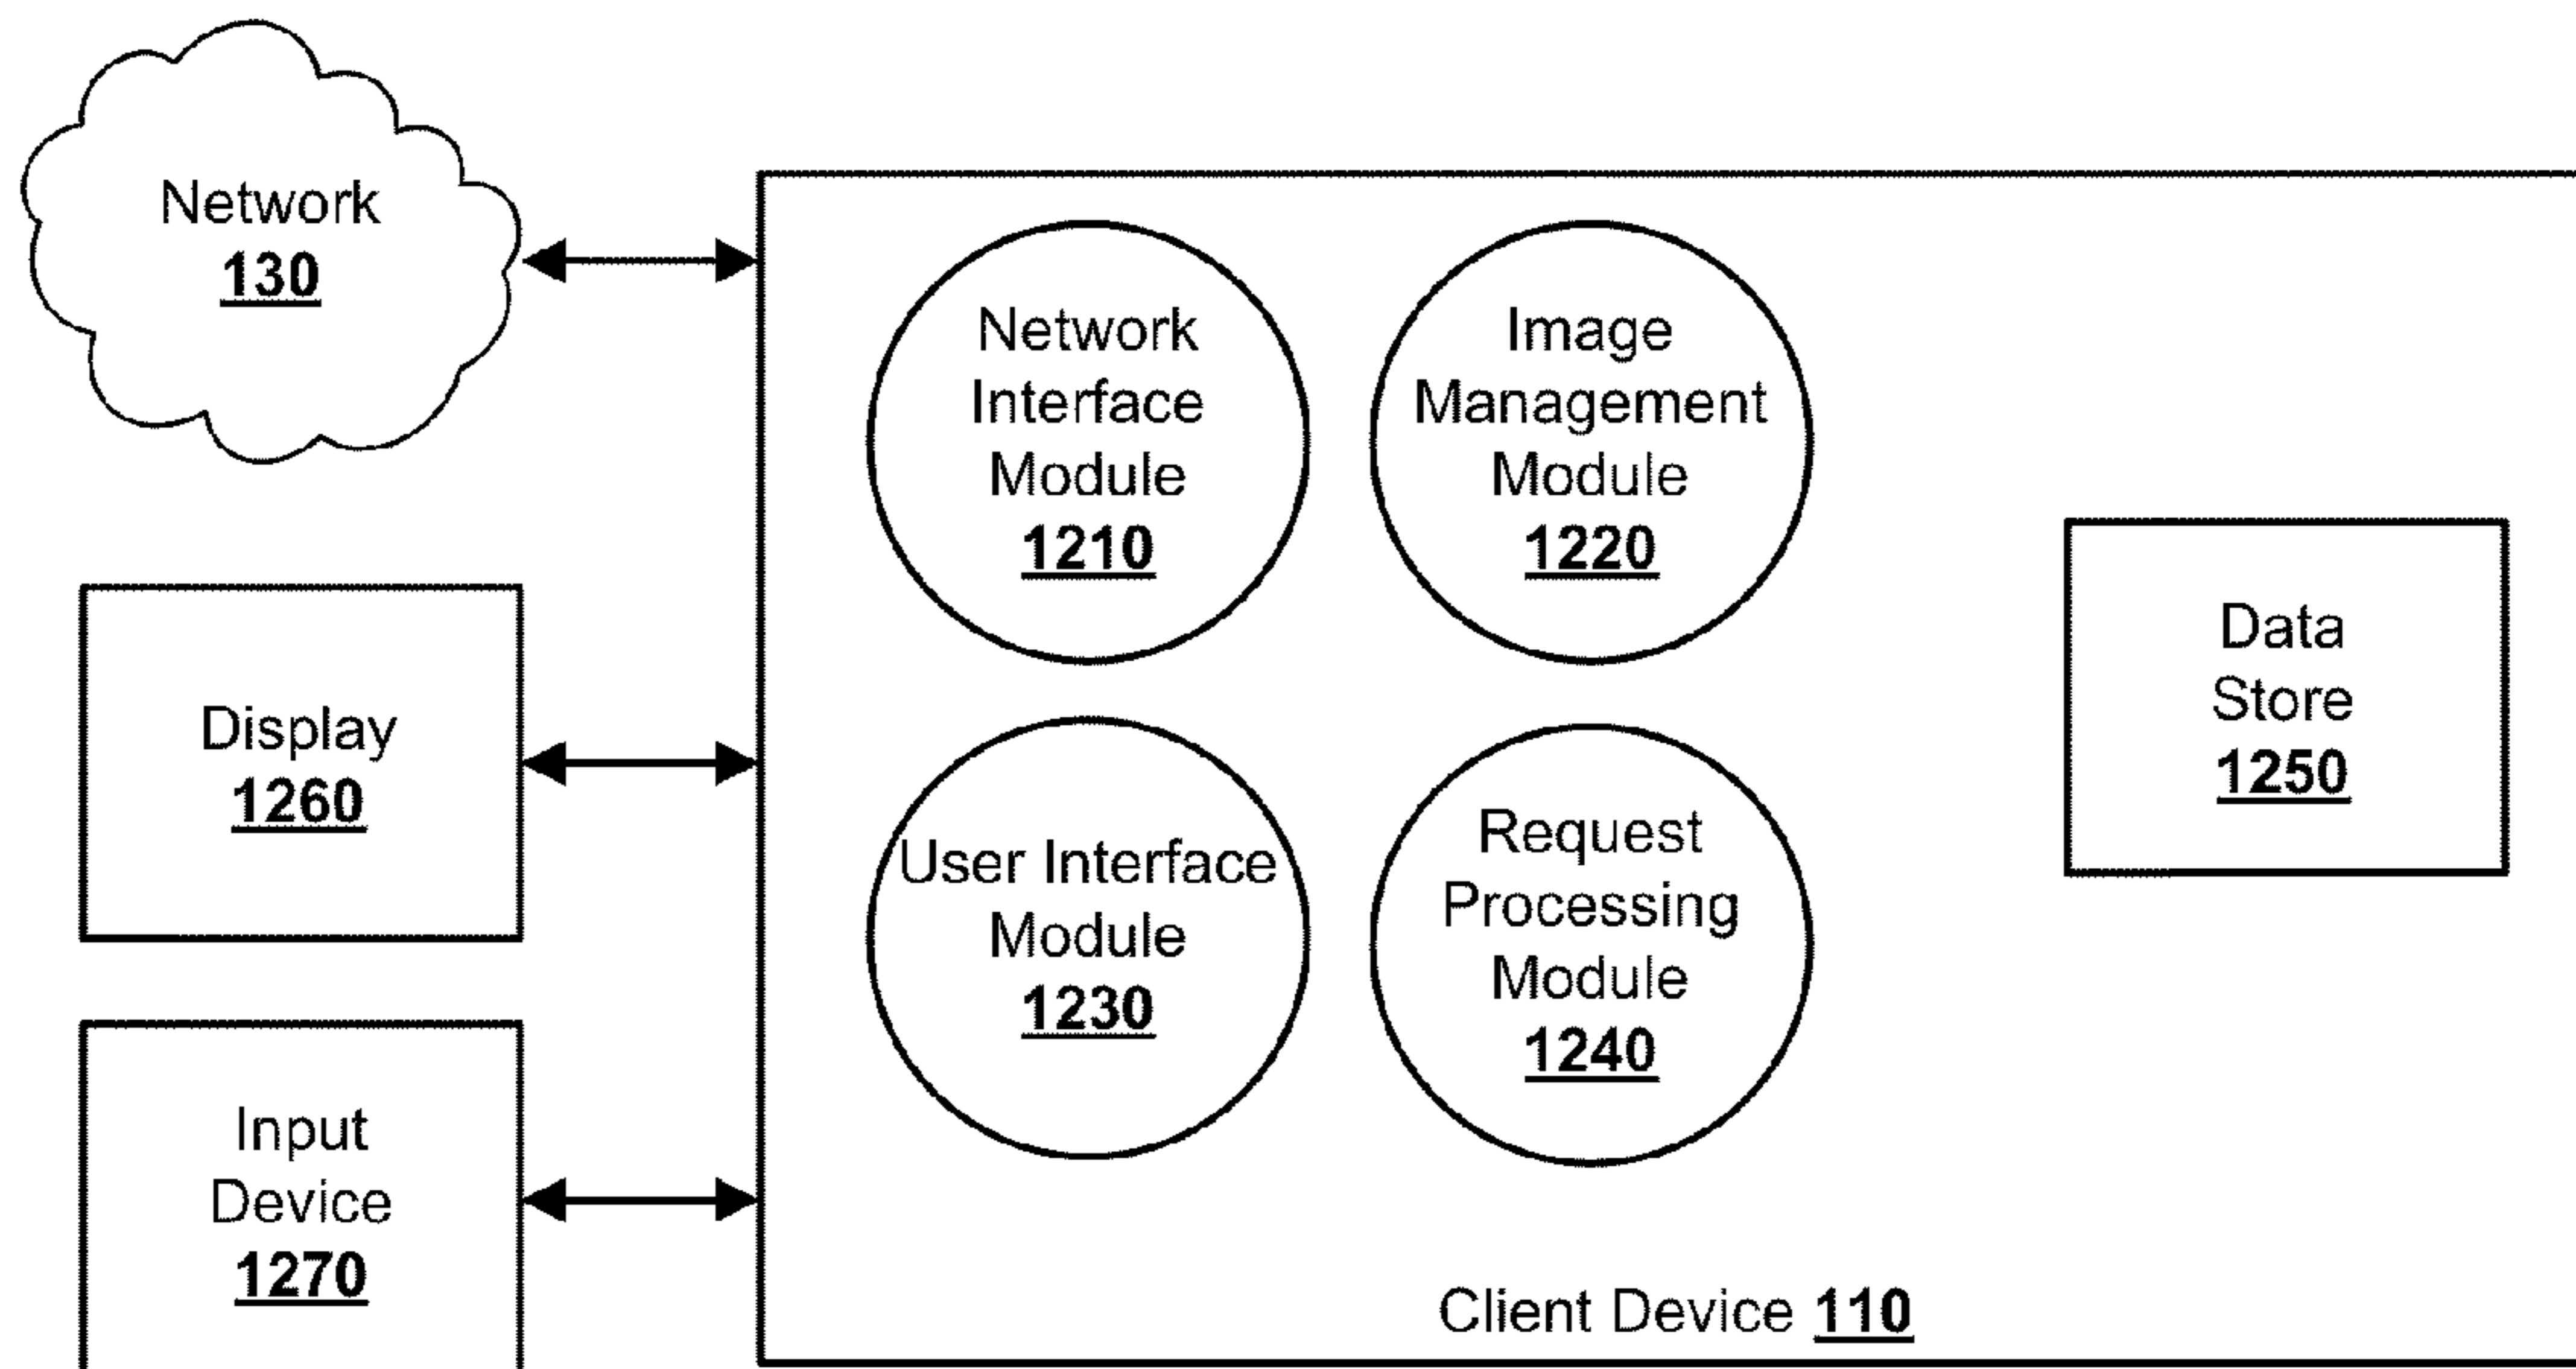 Network
130
Network
Interface
Module
1210
Image
Management
Module
1220
Display
1260
User Interface
Module
1230
Request
Processing
Module
1240
Data
Store
1250
Input
Device
1270
Client Device 110